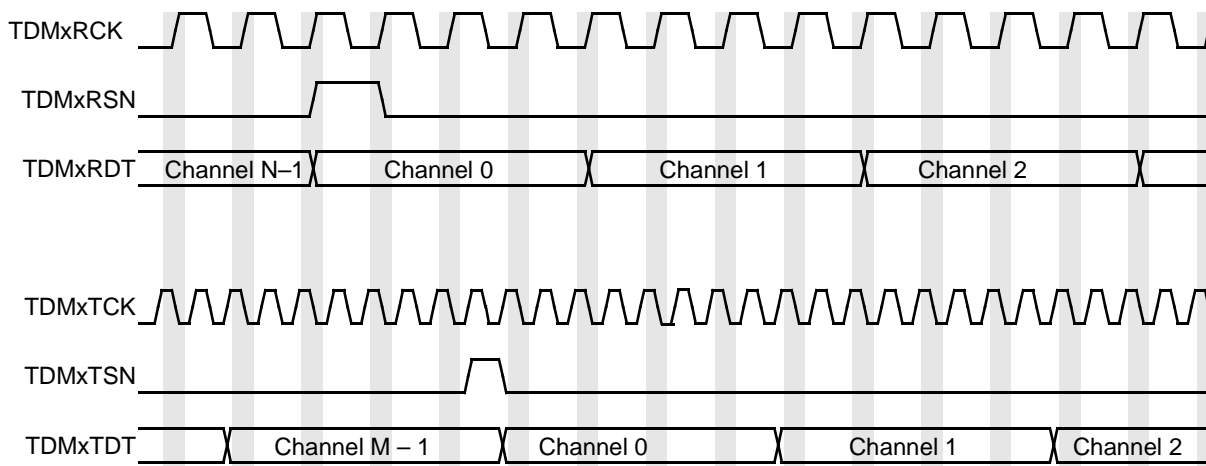 TDMxRCK
TDMxRSN
TDMxRDT Channel N–1 Channel 0 Channel 1 Channel 2
TDMxTCK
TDMxTSN
TDMxTDT Channel M – 1 Channel 0 Channel 1 Channel 2